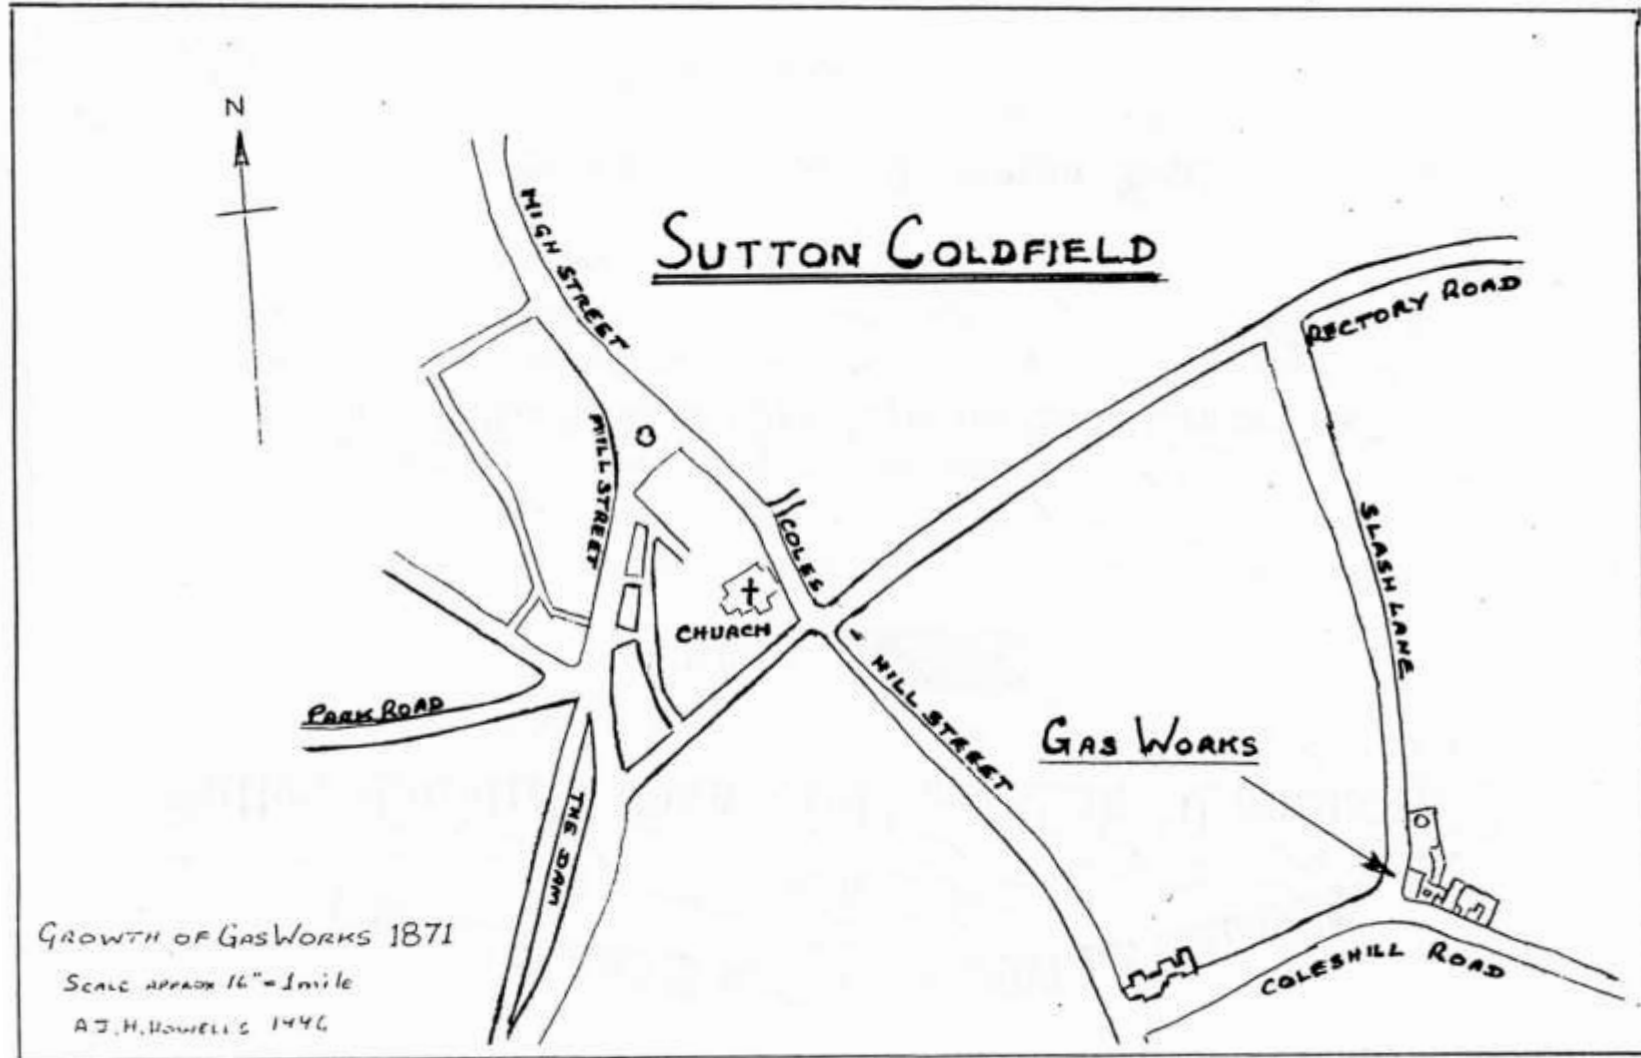 N
SUTTON COLDFIELD
HIGH STREET
RECTORY ROAD
MILL STREET
COLES
HILL STREET
SLASH LANE
CHURCH
PARK ROAD
GAS WORKS
THE DAM
COLESHILL ROAD
GROWTH OF GAS WORKS 1871
SCALE APPROX 16" = 1 mile
A J. H. HOWELLS